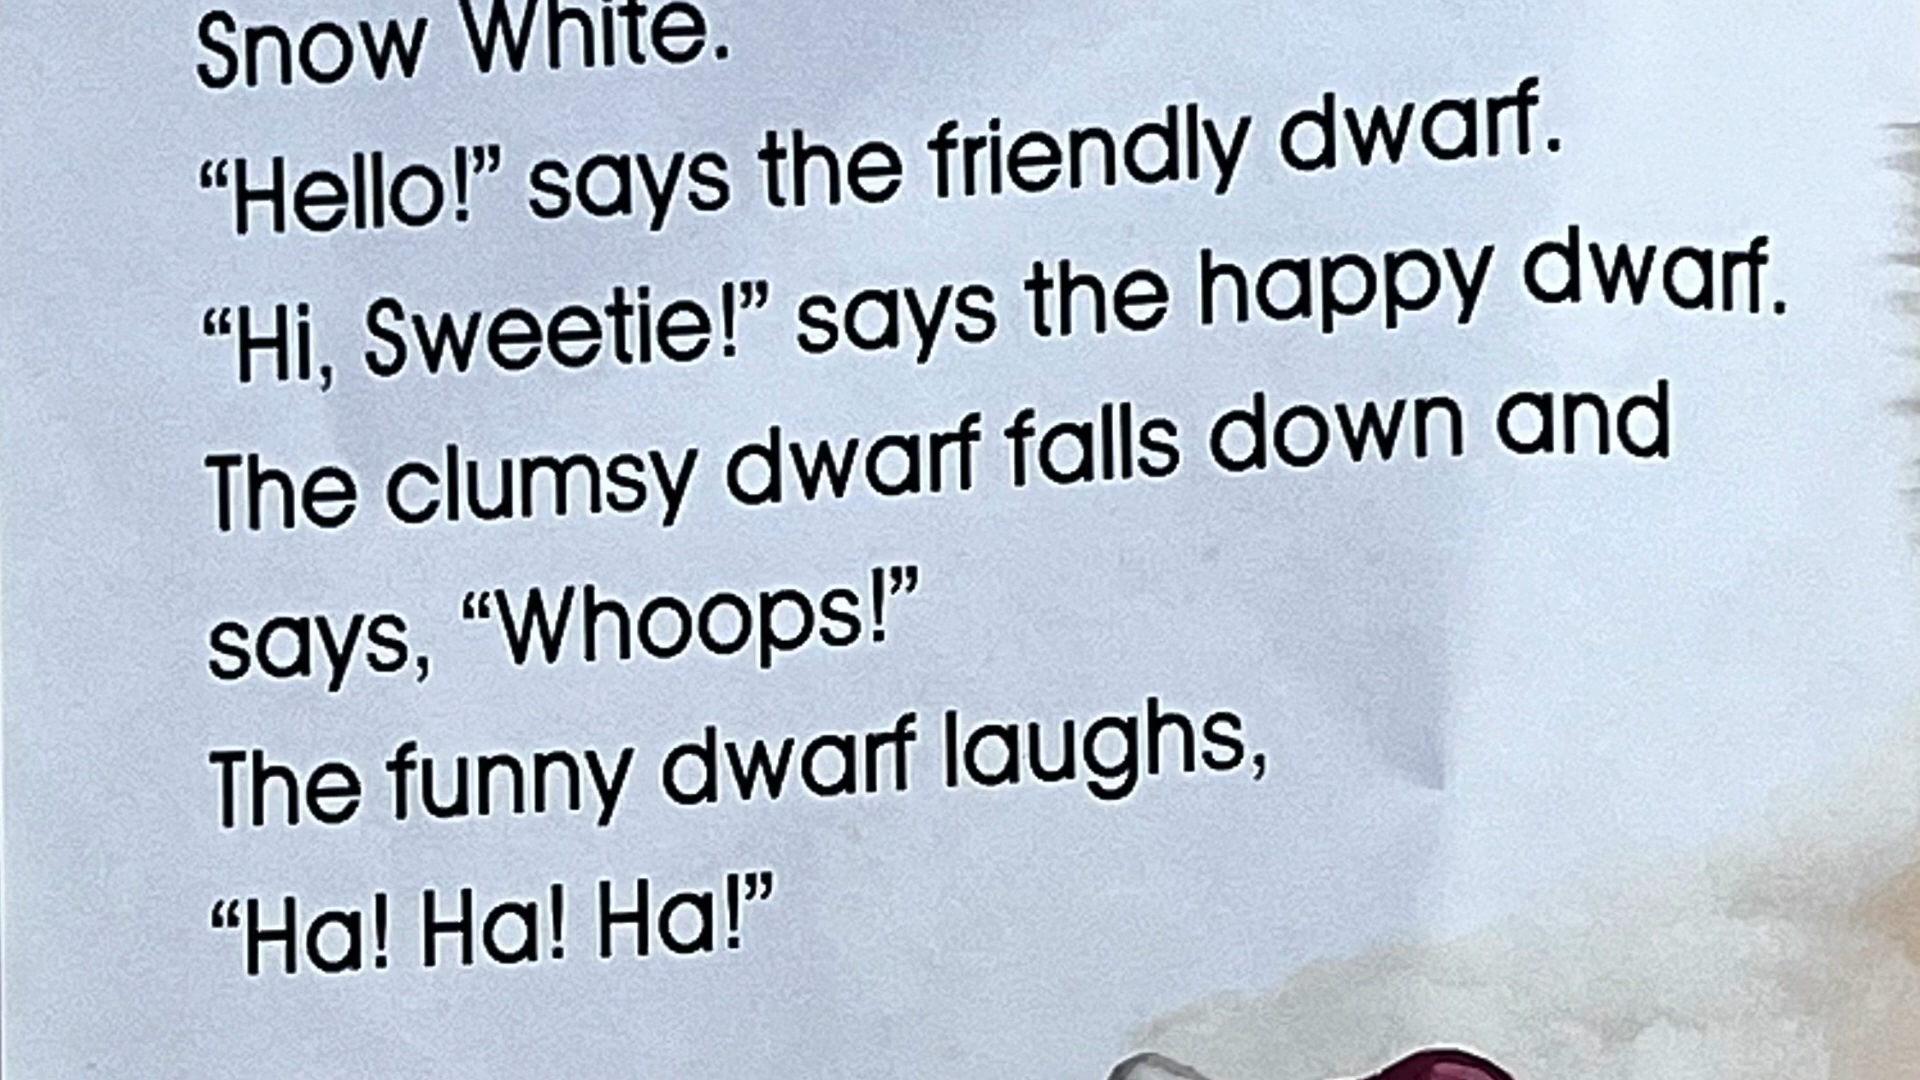 Snow White.
“Hello!” says the friendly dwarf.
“Hi, Sweetie!” says the happy dwarf.
The clumsy dwarf falls down and
says, “Whoops!”
The funny dwarf laughs,
“Ha! Ha! Ha!”